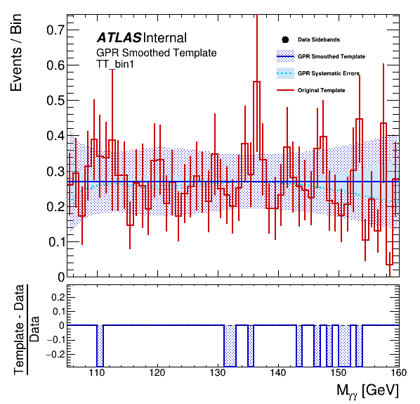 ATLAS Internal
GPR Smoothed Template
TT_bin1
Data Sidebands
GPR Smoothed Template
GPR Systematic Errors
Original Template
Events / Bin
0.7
0.6
0.5
0.4
0.3
0.2
0.1
0
Template - Data
Data
0.2
0.1
0
−0.1
−0.2
110
120
130
140
150
160
Mγγ [GeV]